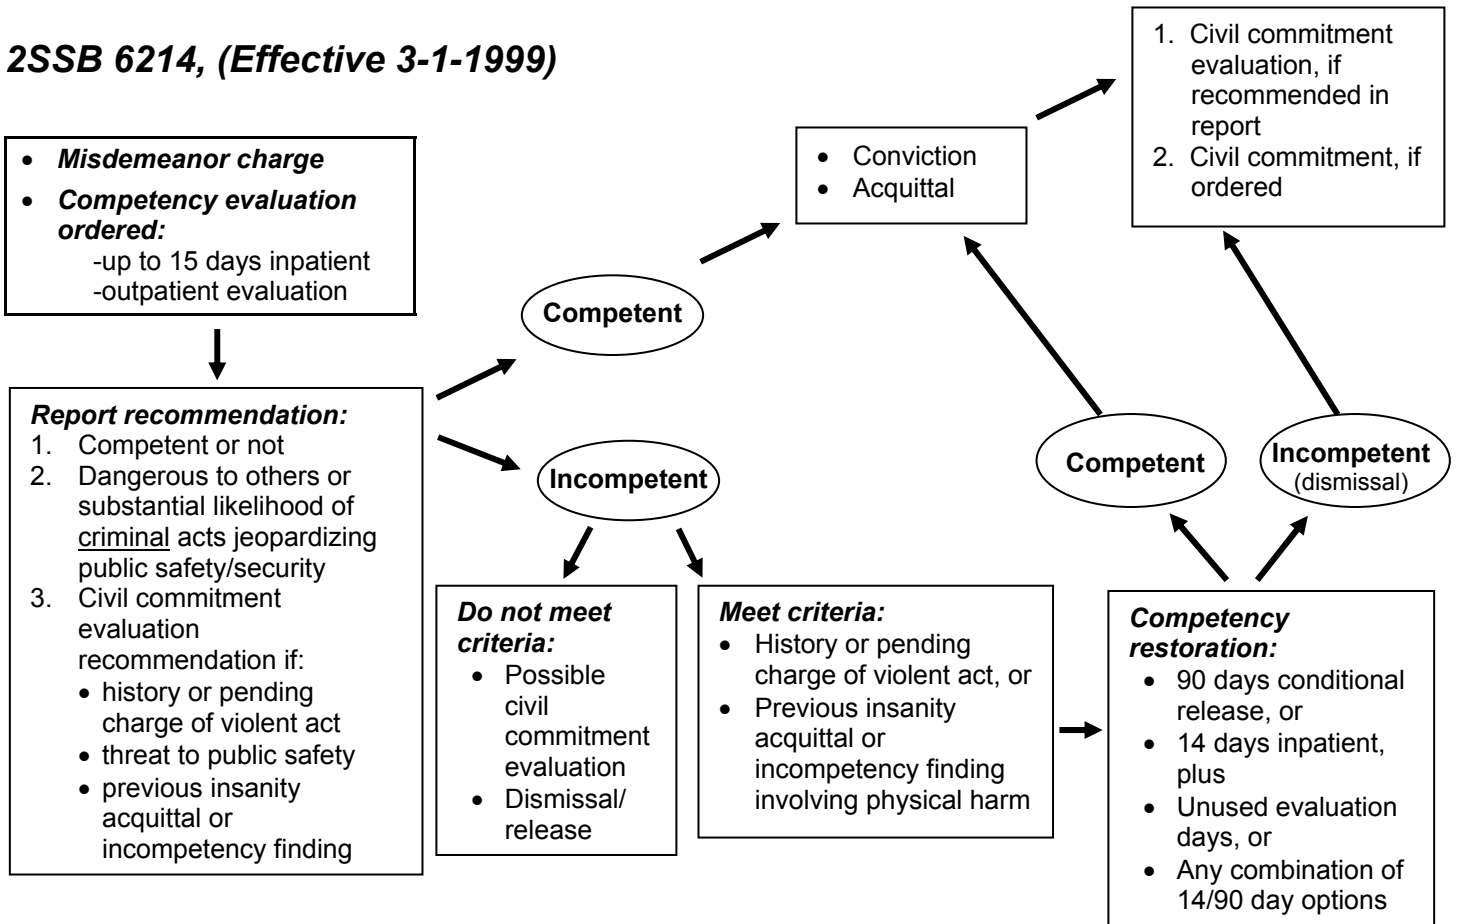 2SSB 6214, (Effective 3-1-1999)
• Misdemeanor charge
• Competency evaluation
ordered:
-up to 15 days inpatient
-outpatient evaluation
Report recommendation:
1. Competent or not
2. Dangerous to others or
substantial likelihood of
criminal acts jeopardizing
public safety/security
3. Civil commitment
evaluation
recommendation if:
• history or pending
charge of violent act
• threat to public safety
• previous insanity
acquittal or
incompetency finding
Competent
Incompetent
• Conviction
• Acquittal
1. Civil commitment
evaluation, if
recommended in
report
2. Civil commitment, if
ordered
Do not meet
criteria:
• Possible
civil
commitment
evaluation
• Dismissal/
release
Meet criteria:
• History or pending
charge of violent act, or
• Previous insanity
acquittal or
incompetency finding
involving physical harm
Competent
Incompetent
(dismissal)
Competency
restoration:
• 90 days conditional
release, or
• 14 days inpatient,
plus
• Unused evaluation
days, or
• Any combination of
14/90 day options